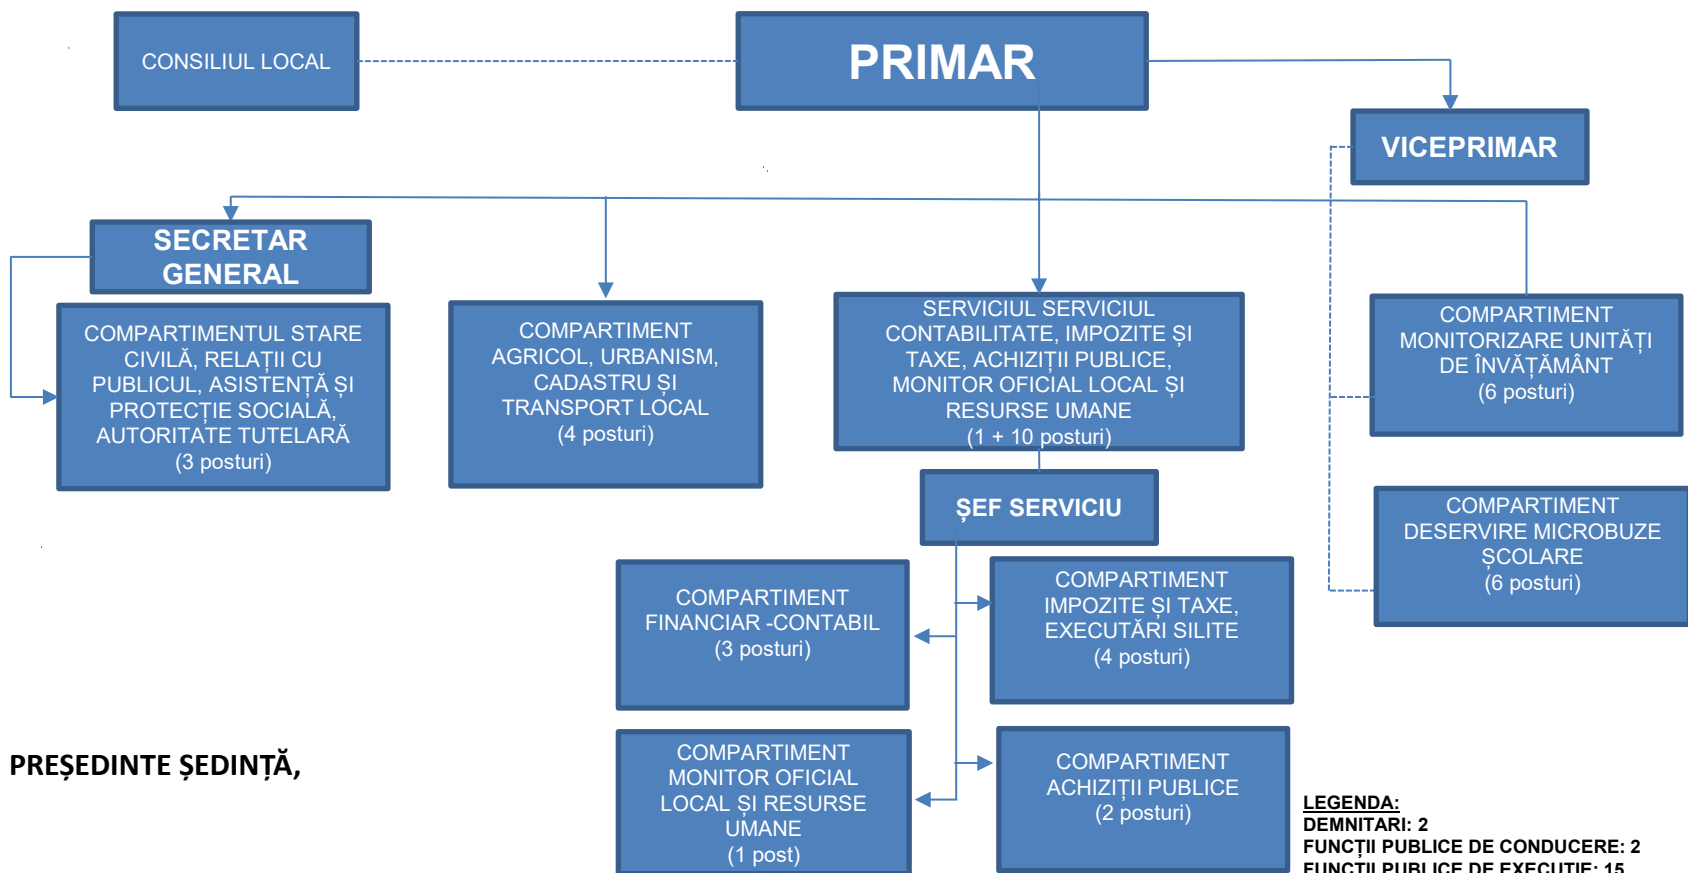 CONSILIUL LOCAL
PRIMAR
VICEPRIMAR
SECRETAR
GENERAL
COMPARTIMENTUL STARE
CIVILĂ, RELAȚII CU
PUBLICUL, ASISTENȚĂ ȘI
PROTECȚIE SOCIALĂ,
AUTORITATE TUTELARĂ
(3 posturi)
COMPARTIMENT
AGRICOL, URBANISM,
CADASTRU ȘI
TRANSPORT LOCAL
(4 posturi)
SERVICIUL SERVICIUL
CONTABILITATE, IMPOZITE ȘI
TAXE, ACHIZIȚII PUBLICE,
MONITOR OFICIAL LOCAL ȘI
RESURSE UMANE
(1 + 10 posturi)
COMPARTIMENT
MONITORIZARE UNITĂȚI
DE ÎNVĂȚĂMÂNT
(6 posturi)
ȘEF SERVICIU
COMPARTIMENT
DESERVIRE MICROBUZE
ȘCOLARE
(6 posturi)
COMPARTIMENT
FINANCIAR -CONTABIL
(3 posturi)
COMPARTIMENT
IMPOZITE ȘI TAXE,
EXECUTĂRI SILITE
(4 posturi)
COMPARTIMENT
MONITOR OFICIAL
LOCAL ȘI RESURSE
UMANE
(1 post)
COMPARTIMENT
ACHIZIȚII PUBLICE
(2 posturi)
PREȘEDINTE ȘEDINȚĂ,
LEGENDA:
DEMNITARI: 2
FUNCȚII PUBLICE DE CONDUCERE: 2
FUNCȚII PUBLICE DE EXECUȚIE: 15